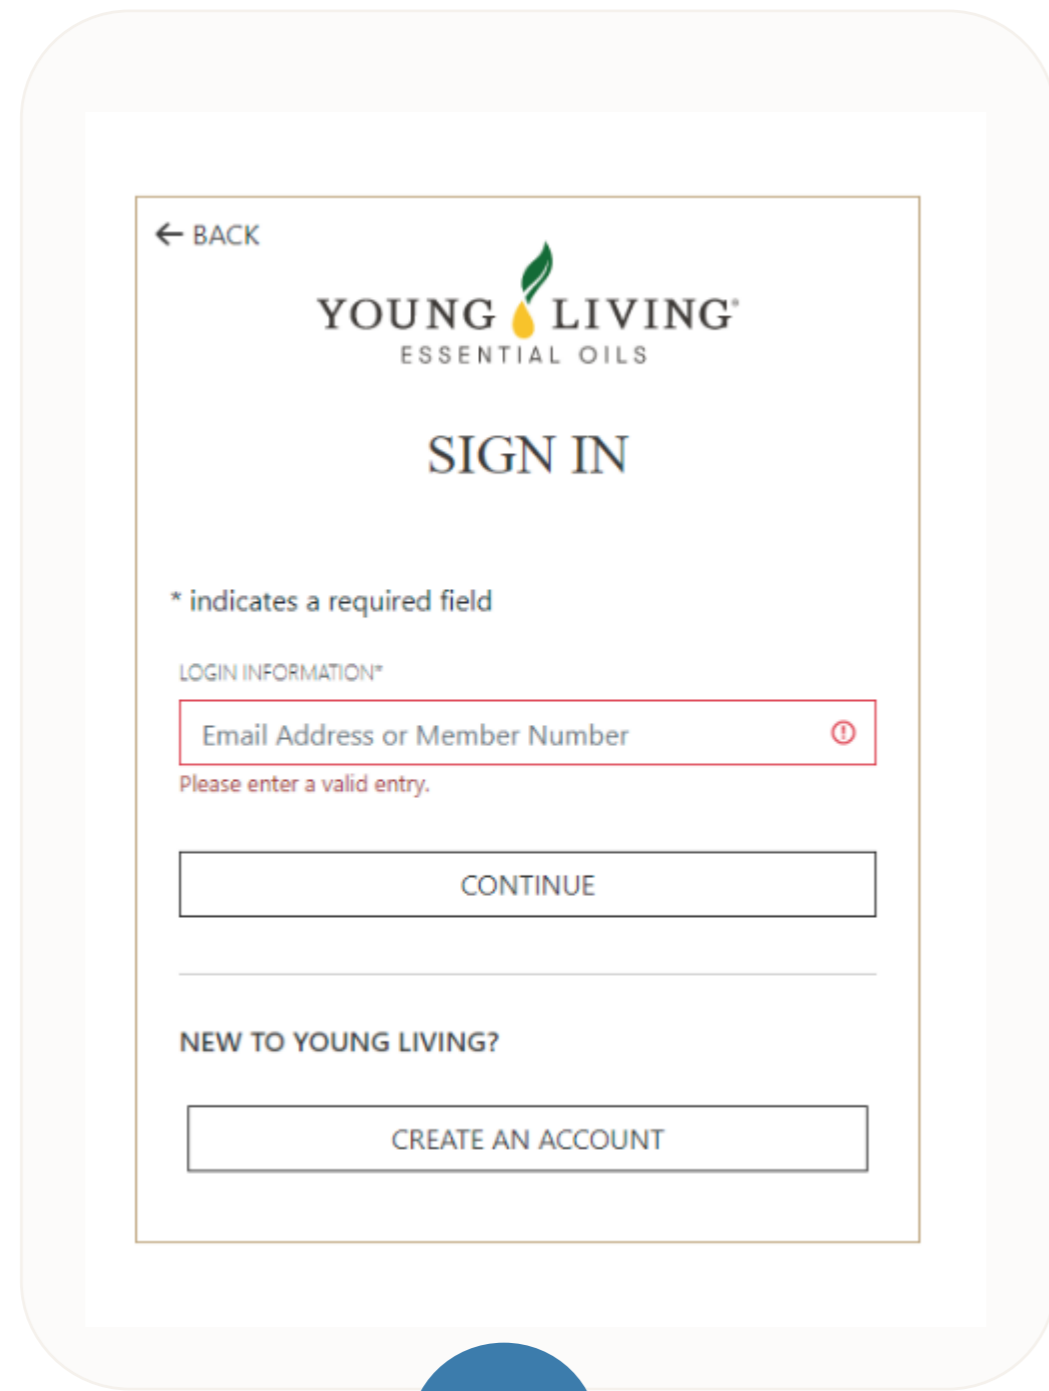 ← BACK
YOUNG LIVING®
ESSENTIAL OILS
SIGN IN
* indicates a required field
LOGIN INFORMATION*
Email Address or Member Number
Please enter a valid entry.
CONTINUE
NEW TO YOUNG LIVING?
CREATE AN ACCOUNT